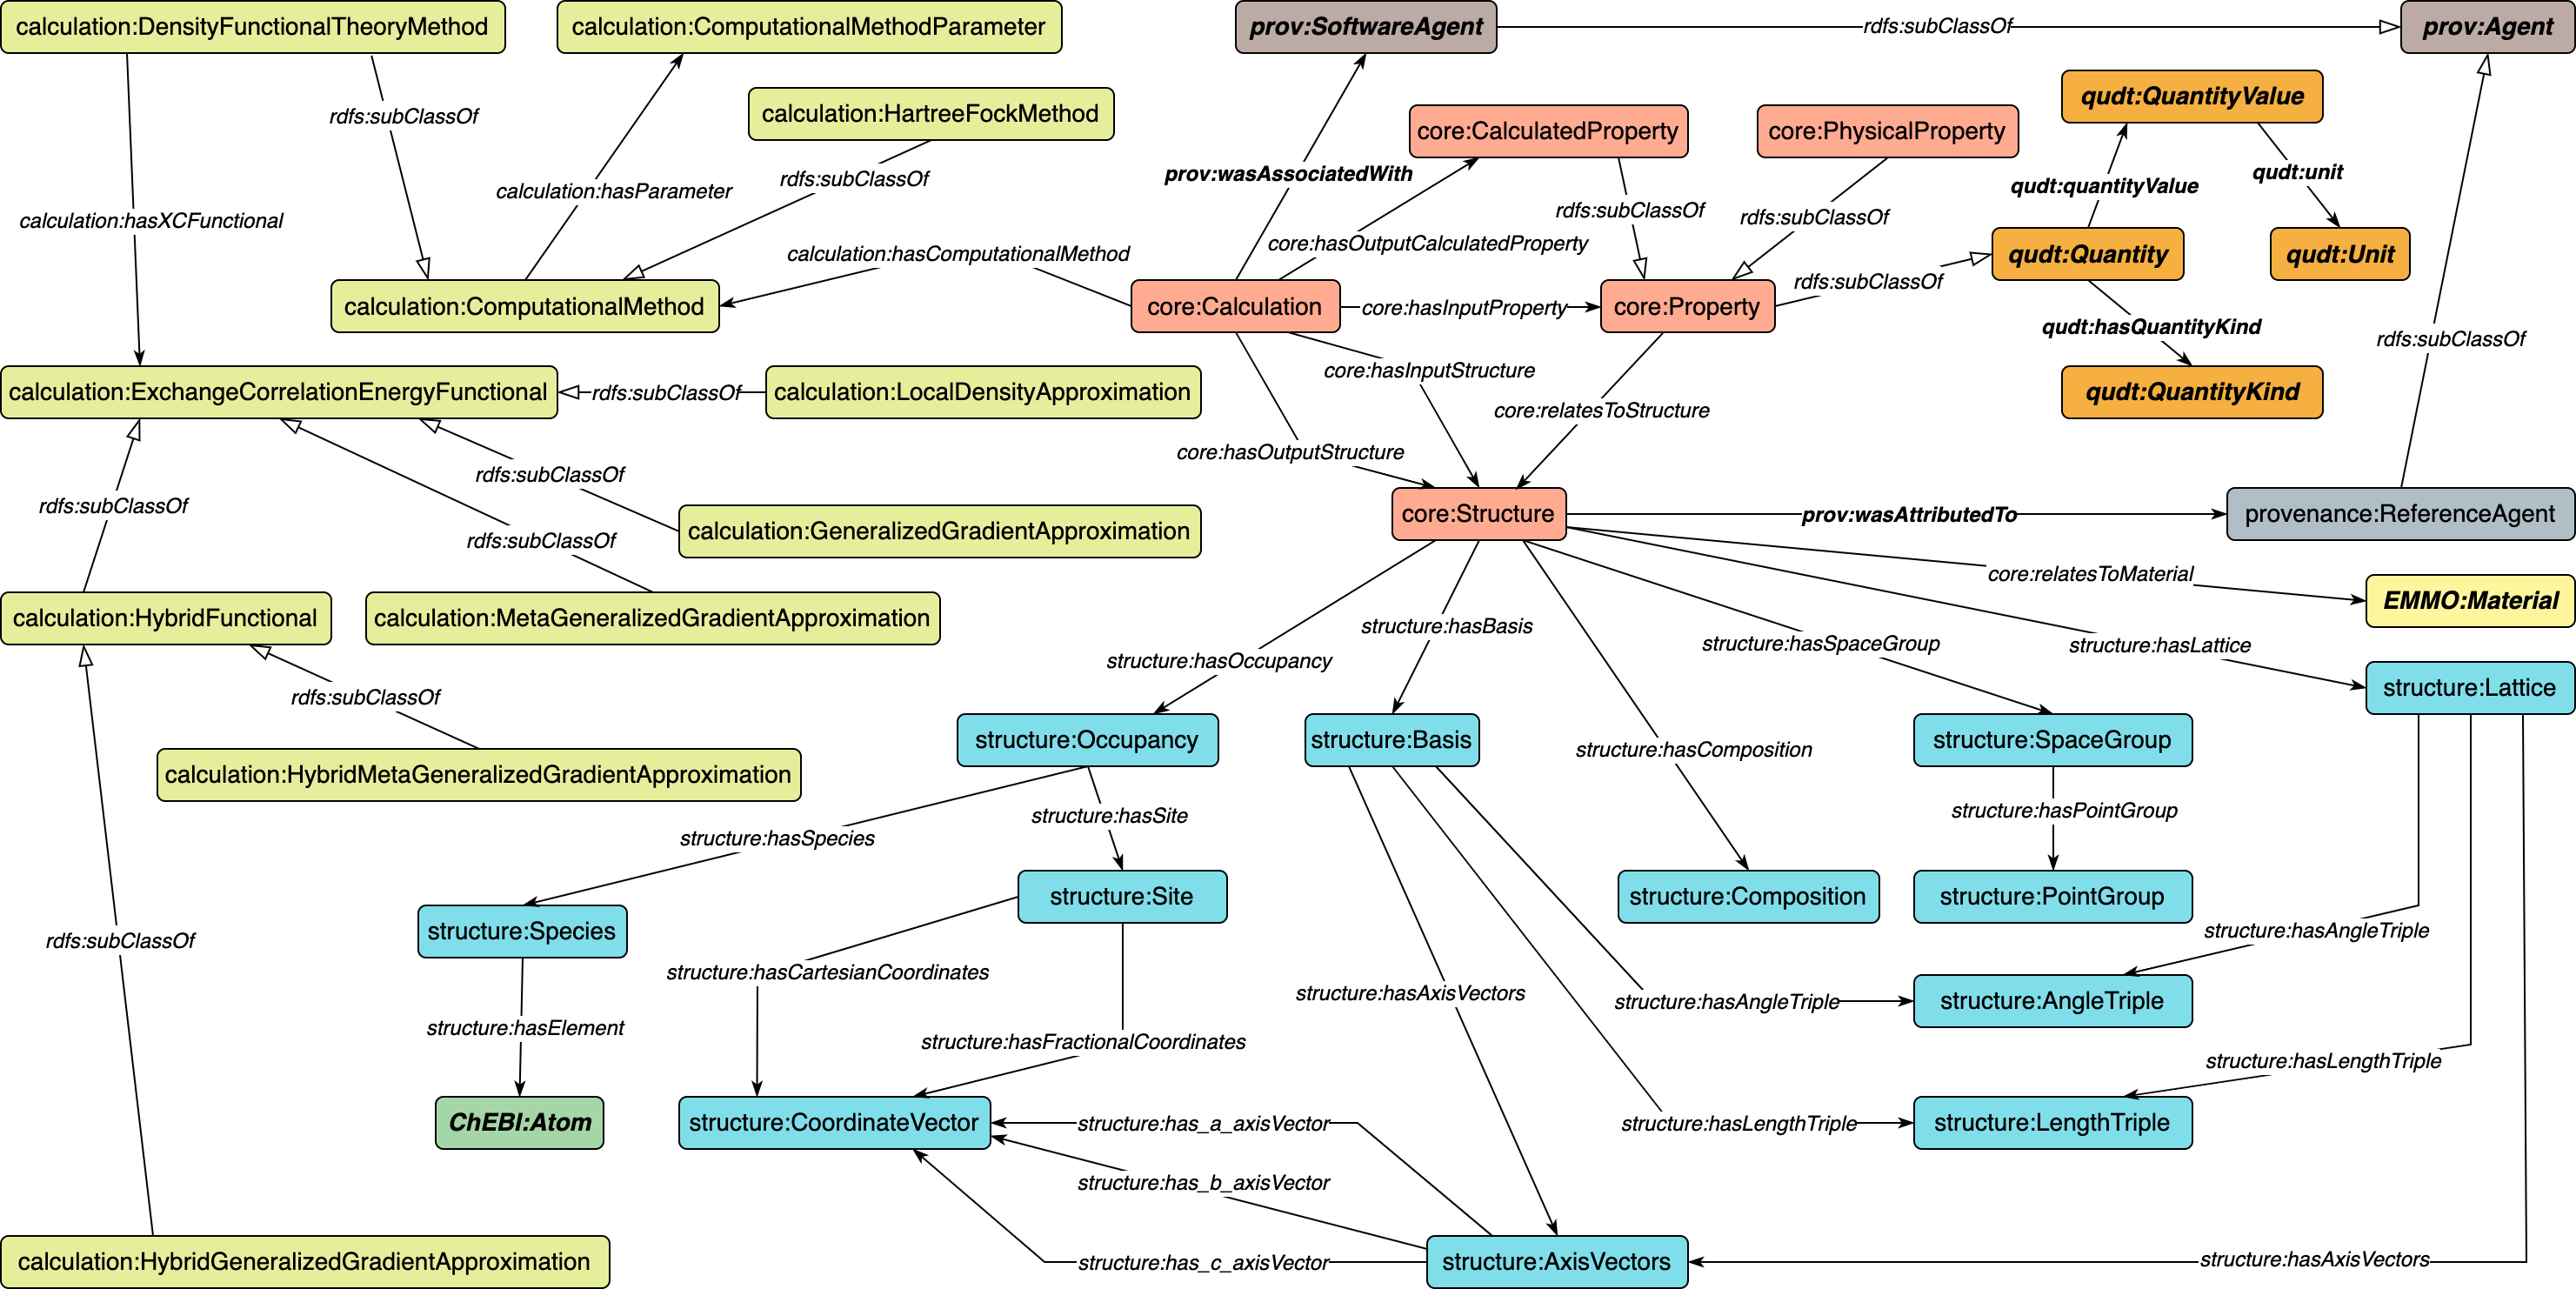 calculation:DensityFunctionalTheoryMethod
calculation:ComputationalMethodParameter
prov:SoftwareAgent
rdfs:subClassOf
prov:Agent
qudt:QuantityValue
calculation:HartreeFockMethod
rdfs:subClassOf
core:CalculatedProperty
core:PhysicalProperty
prov:wasAssociatedWith
qudt:unit
rdfs:subClassOf
calculation:hasParameter
qudt:quantityValue
calculation:hasXCFunctional
rdfs:subClassOf
rdfs:subClassOf
core:hasOutputCalculatedProperty
calculation:hasComputationalMethod
qudt:Quantity
qudt:Unit
rdfs:subClassOf
calculation:ComputationalMethod
core:Calculation
core:hasInputProperty
core:Property
qudt:hasQuantityKind
rdfs:subClassOf
core:hasInputStructure
calculation:ExchangeCorrelationEnergyFunctional
rdfs:subClassOf
calculation:LocalDensityApproximation
qudt:QuantityKind
core:relatesToStructure
core:hasOutputStructure
rdfs:subClassOf
rdfs:subClassOf
core:Structure
prov:wasAttributedTo
provenance:ReferenceAgent
calculation:GeneralizedGradientApproximation
rdfs:subClassOf
core:relatesToMaterial
EMMO:Material
calculation:HybridFunctional
calculation:MetaGeneralizedGradientApproximation
structure:hasBasis
structure:hasSpaceGroup
structure:hasLattice
structure:hasOccupancy
structure:Lattice
rdfs:subClassOf
structure:Occupancy
structure:Basis
structure:hasComposition
structure:SpaceGroup
calculation:HybridMetaGeneralizedGradientApproximation
structure:hasPointGroup
structure:hasSite
structure:hasSpecies
structure:Site
structure:Composition
structure:PointGroup
structure:Species
structure:hasAngleTriple
rdfs:subClassOf
structure:hasCartesianCoordinates
structure:hasAxisVectors
structure:hasAngleTriple
structure:AngleTriple
structure:hasElement
structure:hasFractionalCoordinates
structure:hasLengthTriple
ChEBI:Atom
structure:CoordinateVector
structure:has_a_axisVector
structure:hasLengthTriple
structure:LengthTriple
structure:has_b_axisVector
calculation:HybridGeneralizedGradientApproximation
structure:has_c_axisVector
structure:AxisVectors
structure:hasAxisVectors